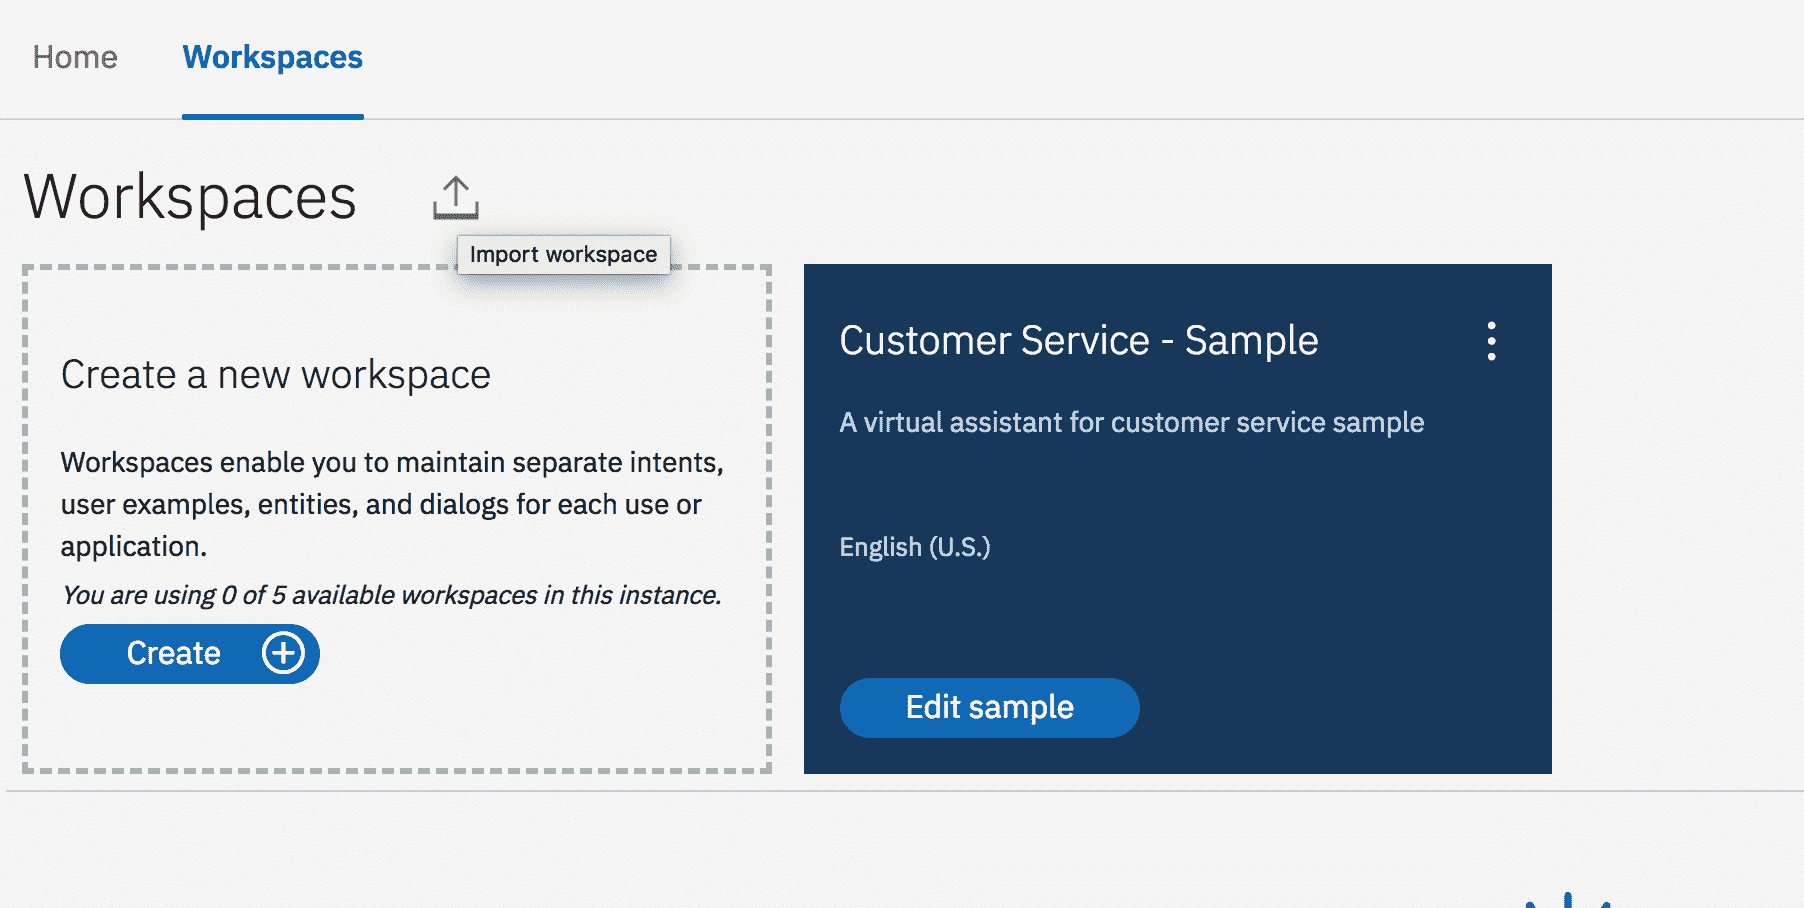 Home
Workspaces
Workspaces
Import workspace
Create a new workspace
Workspaces enable you to maintain separate intents,
user examples, entities, and dialogs for each use or
application.
You are using 0 of 5 available workspaces in this instance.
Create
Customer Service - Sample
A virtual assistant for customer service sample
English (U.S.)
Edit sample